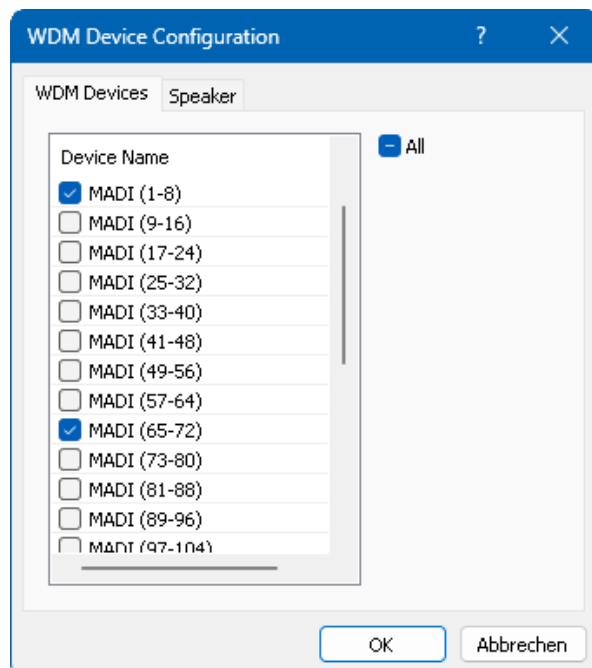 WDM Device Configuration ?
WDM Devices Speaker
Device Name
All
MADI (1-8)
MADI (9-16)
MADI (17-24)
MADI (25-32)
MADI (33-40)
MADI (41-48)
MADI (49-56)
MADI (57-64)
MADI (65-72)
MADI (73-80)
MADI (81-88)
MADI (89-96)
MADI (97-104)
OK Abbrechen